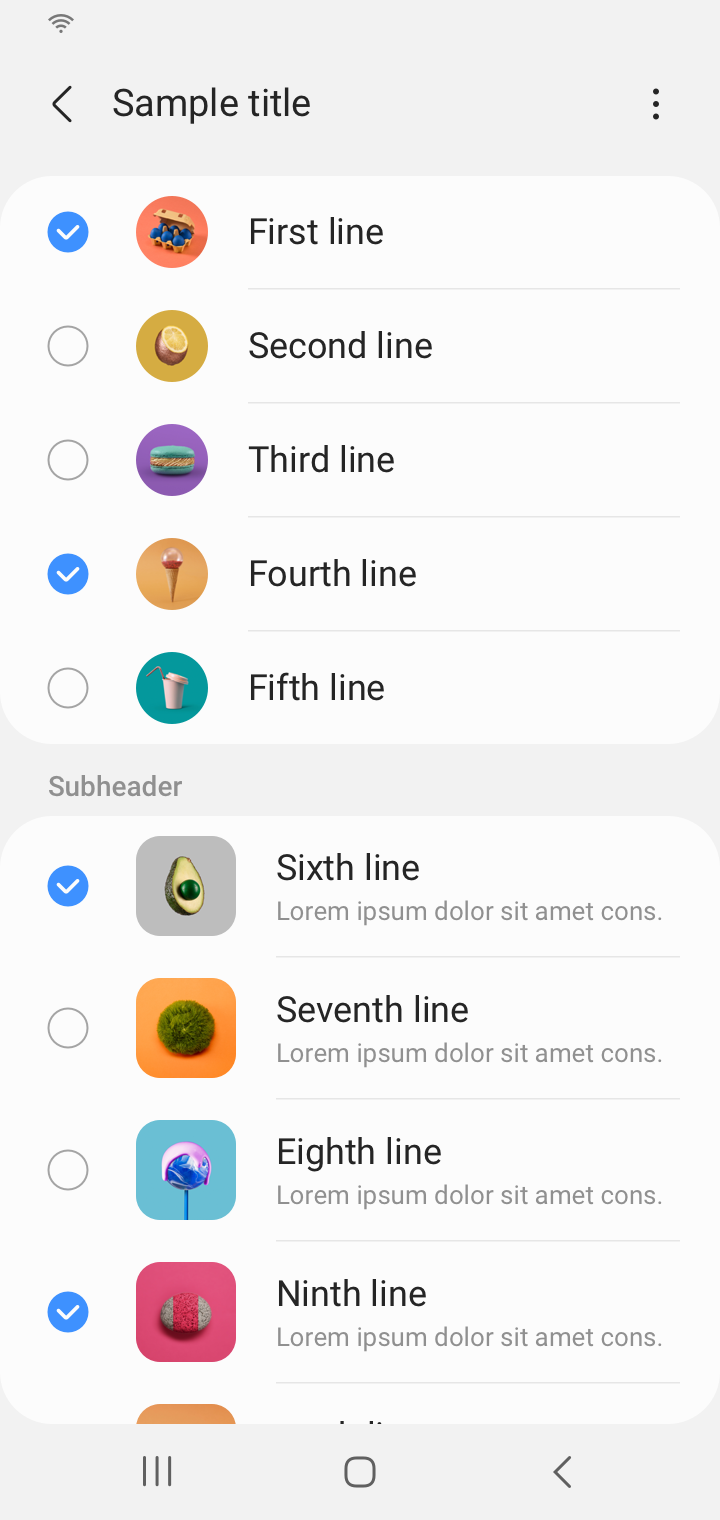 Sample title
First line
Second line
Third line
Fourth line
Fifth line
Subheader
Sixth line
Lorem ipsum dolor sit amet cons.
Seventh line
Lorem ipsum dolor sit amet cons.
Eighth line
Lorem ipsum dolor sit amet cons.
Ninth line
Lorem ipsum dolor sit amet cons.